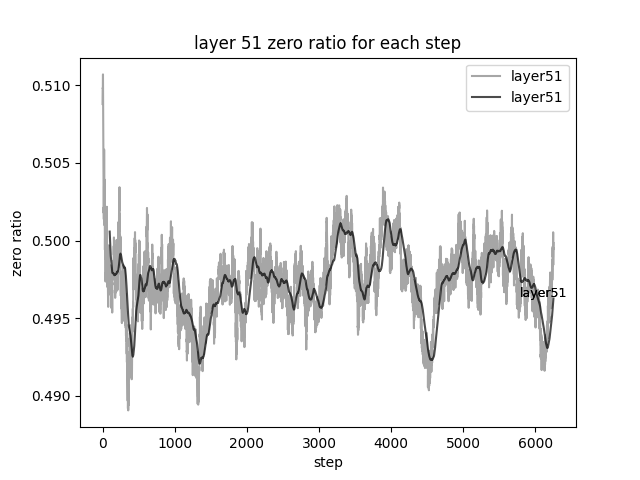 layer 51 zero ratio for each step
layer51
layer51
0.510
0.505
0.500
0.495
0.490
zero ratio
layer51
0
1000
2000
3000
4000
5000
6000
step